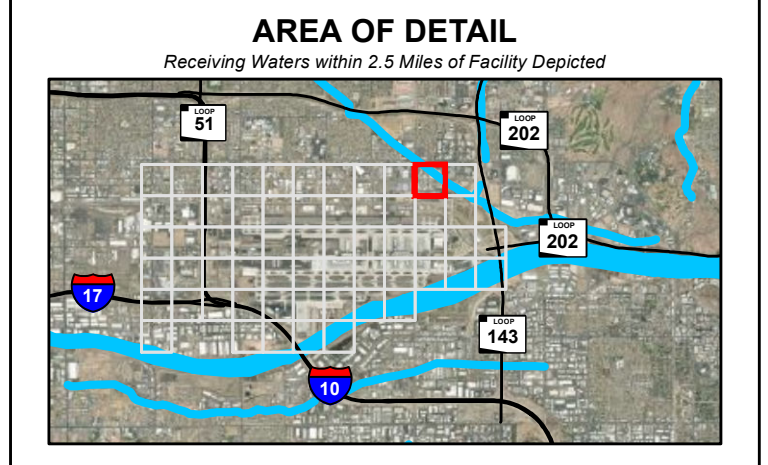 AREA OF DETAIL
Receiving Waters within 2.5 Miles of Facility Depicted
LOOP
51
LOOP
202
LOOP
202
17
LOOP
143
10